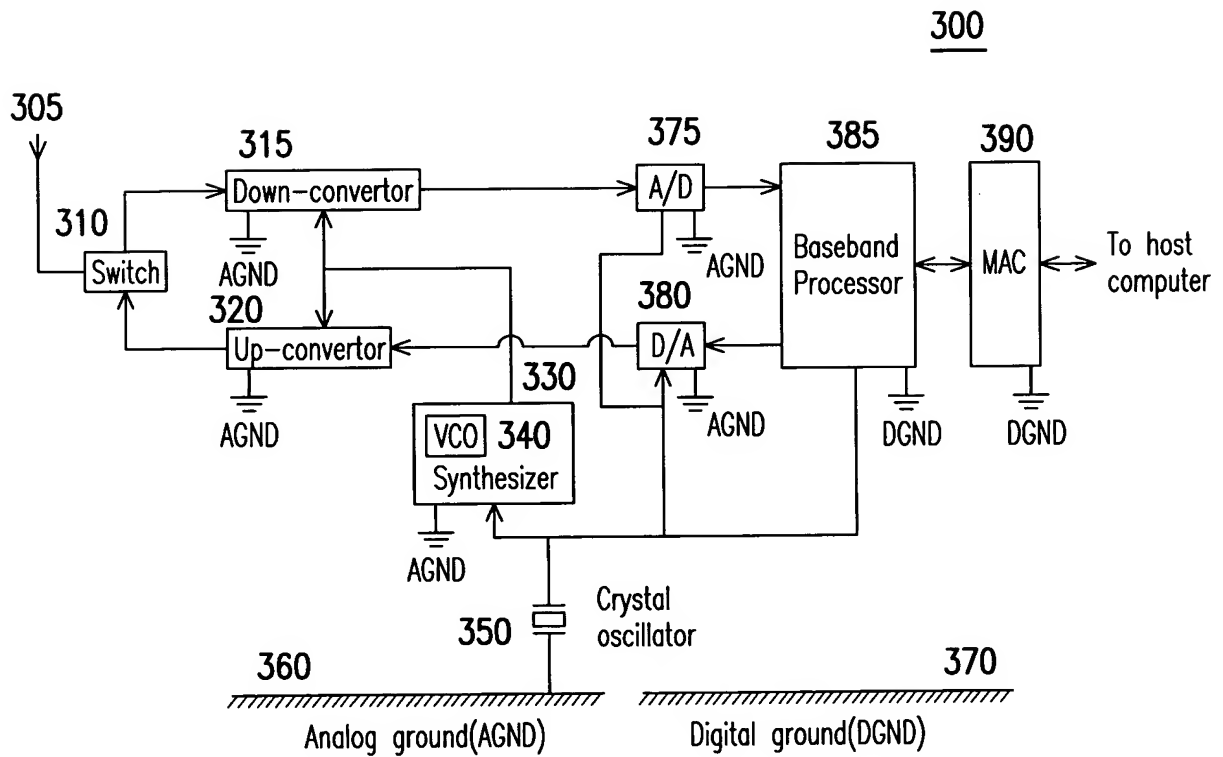 300
305
315
375
385
390
Down-convertor
A/D
310
AGND
AGND
Baseband
Processor
MAC
To host
computer
Switch
320
380
Up-convertor
D/A
330
AGND
AGND
DGND
DGND
VCO
340
Synthesizer
AGND
350
Crystal
oscillator
360
370
Analog ground(AGND)
Digital ground(DGND)